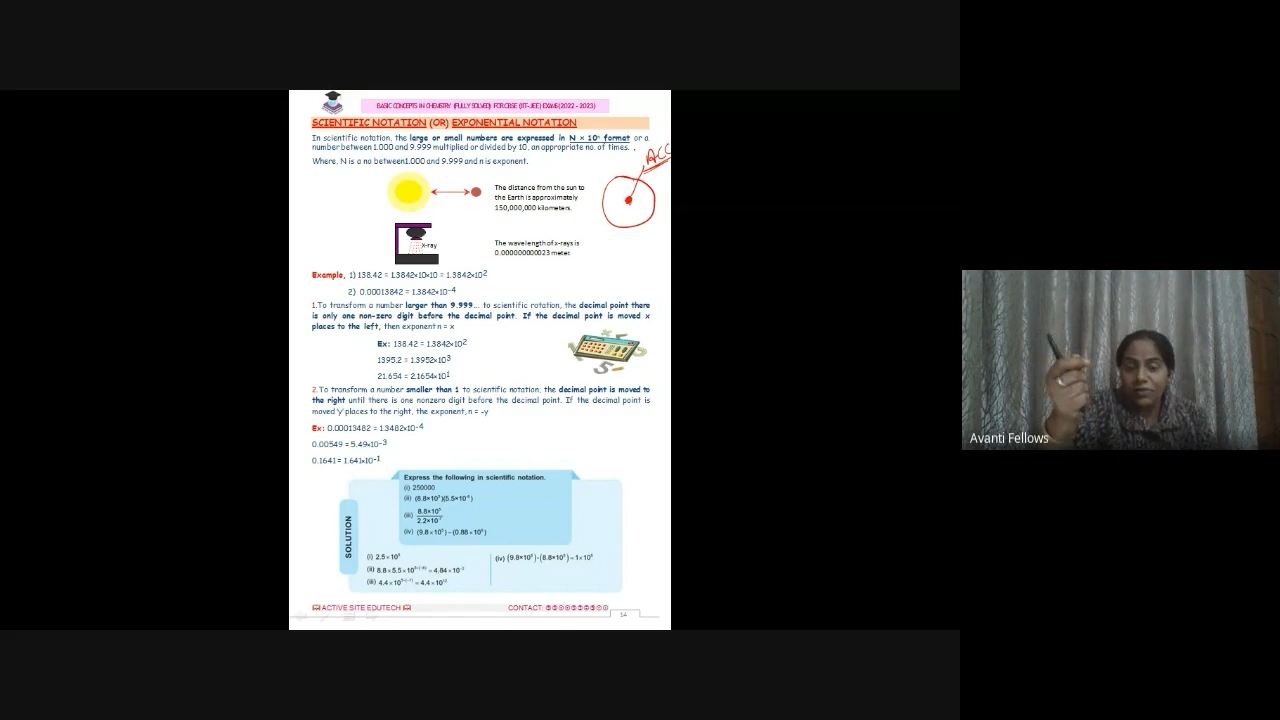 BASIC CONCEPTS IN CHEMISTRY (FULLY SOLVED) FOR CBSE (IIT-JEE) EXAMS (2022 - 2023)
SCIENTIFIC NOTATION (OR) EXPONENTIAL NOTATION
In scientific notation, the large or small numbers are expressed in N × 10ⁿ format or a
number between 1.000 and 9.999 multiplied or divided by 10, an appropriate no. of times.
Where, N is a no between1.000 and 9.999 and n is exponent.
ACC
The distance from the sun to
the Earth is approximately
150,000,000 kilometers.
X-ray
The wavelength of x-rays is
0.000000000023 meter.
Example, 1) 138.42 = 1.3842×10×10 = 1.3842×10²
2) 0.00013842 = 1.3842×10⁻⁴
1.To transform a number larger than 9.999... to scientific rotation, the decimal point there
is only one non-zero digit before the decimal point. If the decimal point is moved x
places to the left, then exponent n = x
Ex: 138.42 = 1.3842×10²
1395.2 = 1.3952×10³
21.654 = 2.1654×10¹
2.To transform a number smaller than 1 to scientific notation, the decimal point is moved to
the right until there is one nonzero digit before the decimal point. If the decimal point is
moved 'y' places to the right, the exponent, n = -y
Ex: 0.00013482 = 1.3482×10⁻⁴
0.00549 = 5.49×10⁻³
0.1641 = 1.641×10⁻¹
Express the following in scientific notation.
(i) 250000
(ii)
(iii)
(iv)
SOLUTION
(i)
(ii)
(iii)
(iv)
ACTIVE SITE EDUTECH
CONTACT:
14
Avanti Fellows